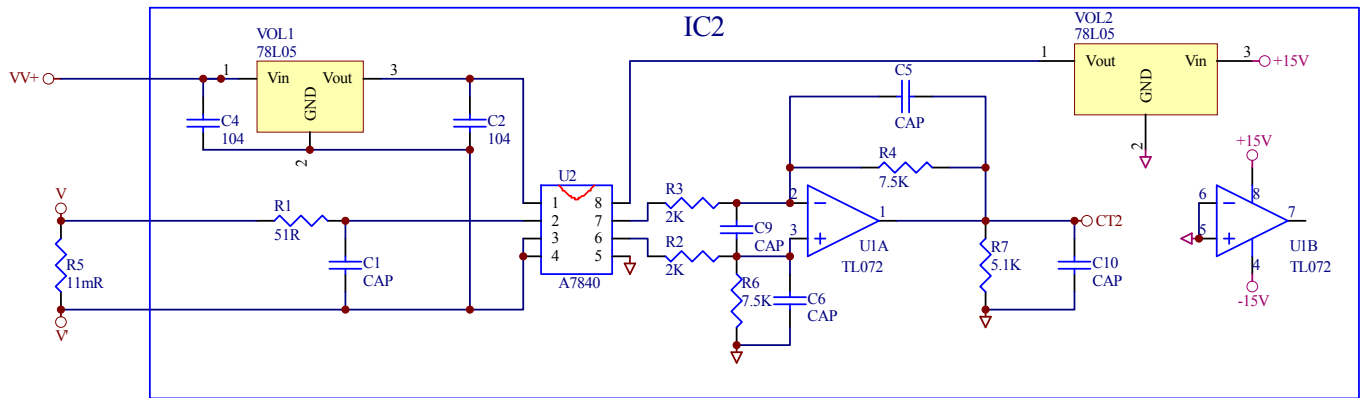 IC2
VOL1
78L05
VV+
1
Vin
Vout
3
GND
2
C4
104
C2
104
VOL2
78L05
1
Vout
Vin
3
+15V
GND
2
C5
CAP
R4
7.5K
U2
1
2
3
4
8
7
6
5
A7840
V
R1
51R
R5
11mR
C1
CAP
V'
R3
2K
C9
CAP
R2
2K
R6
7.5K
C6
CAP
2
3
1
U1A
TL072
CT2
R7
5.1K
C10
CAP
+15V
8
6
5
7
U1B
TL072
4
-15V